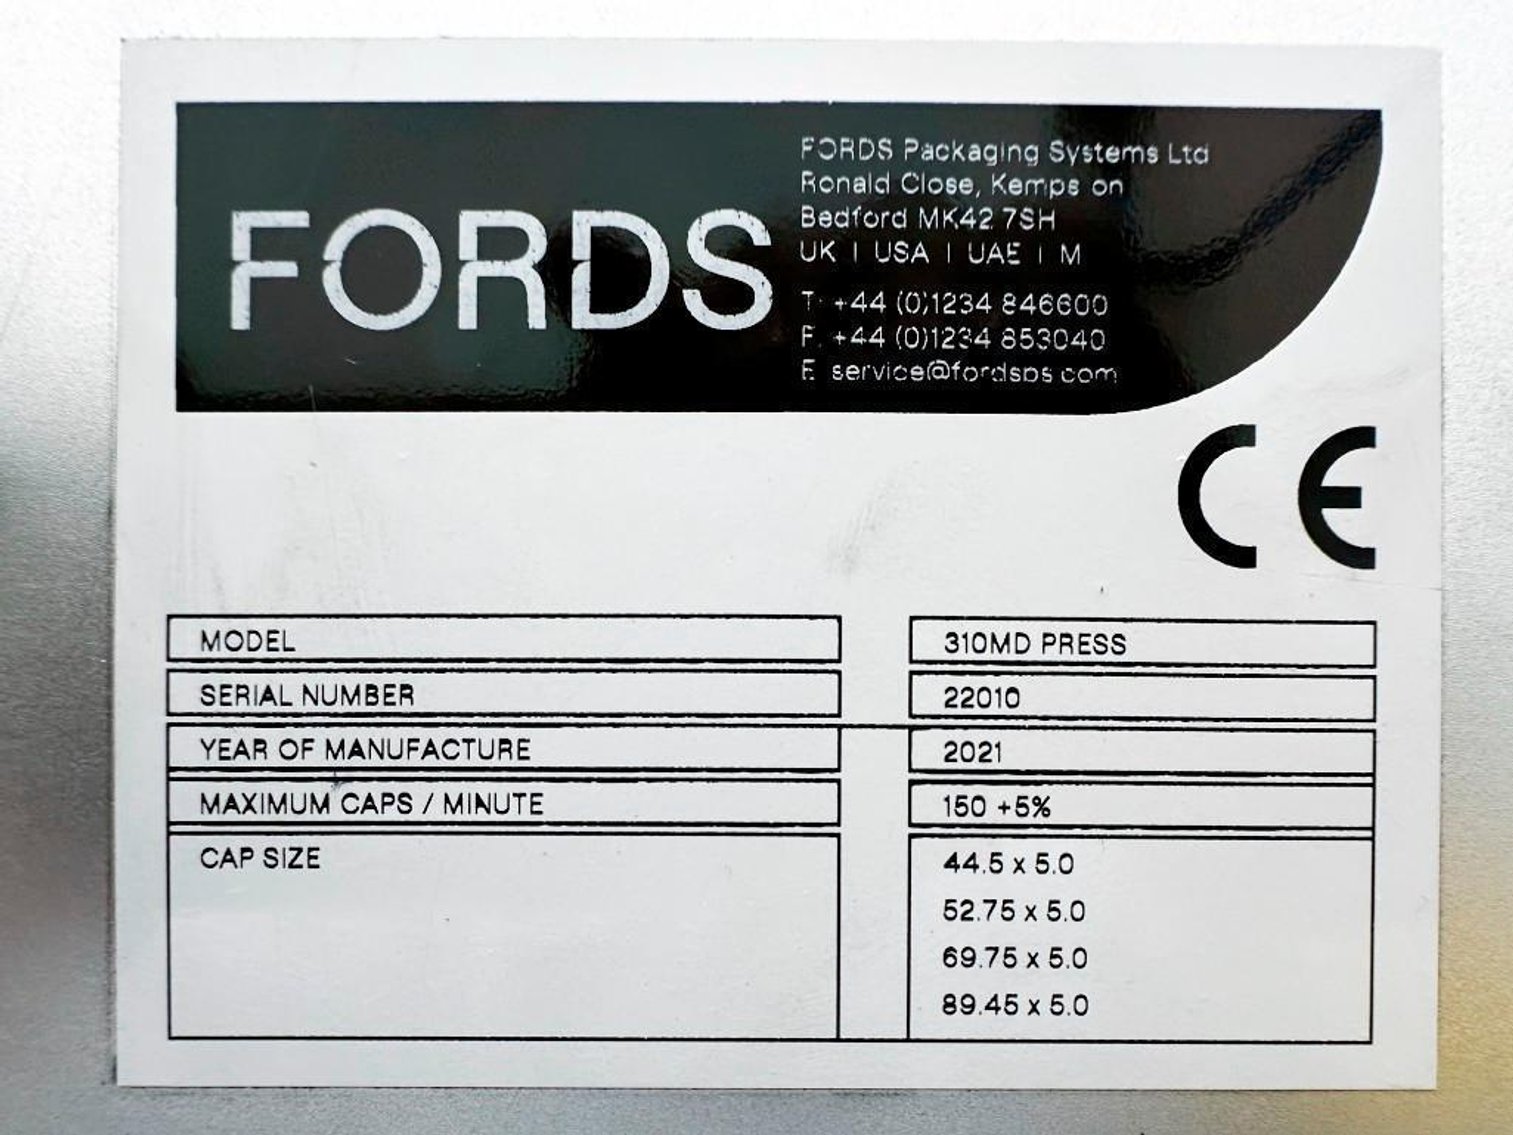 FORDS
FORDS Packaging Systems Ltd
Ronald Close, Kempson
Bedford MK42 7SH
UK | USA | UAE | M
T: +44 (0)1234 846600
F. +44 (0)1234 853040
E service@fordsps.com
CE
MODEL 310MD PRESS
SERIAL NUMBER 22010
YEAR OF MANUFACTURE 2021
MAXIMUM CAPS / MINUTE 150 +5%
CAP SIZE 44.5 x 5.0
52.75 x 5.0
69.75 x 5.0
89.45 x 5.0